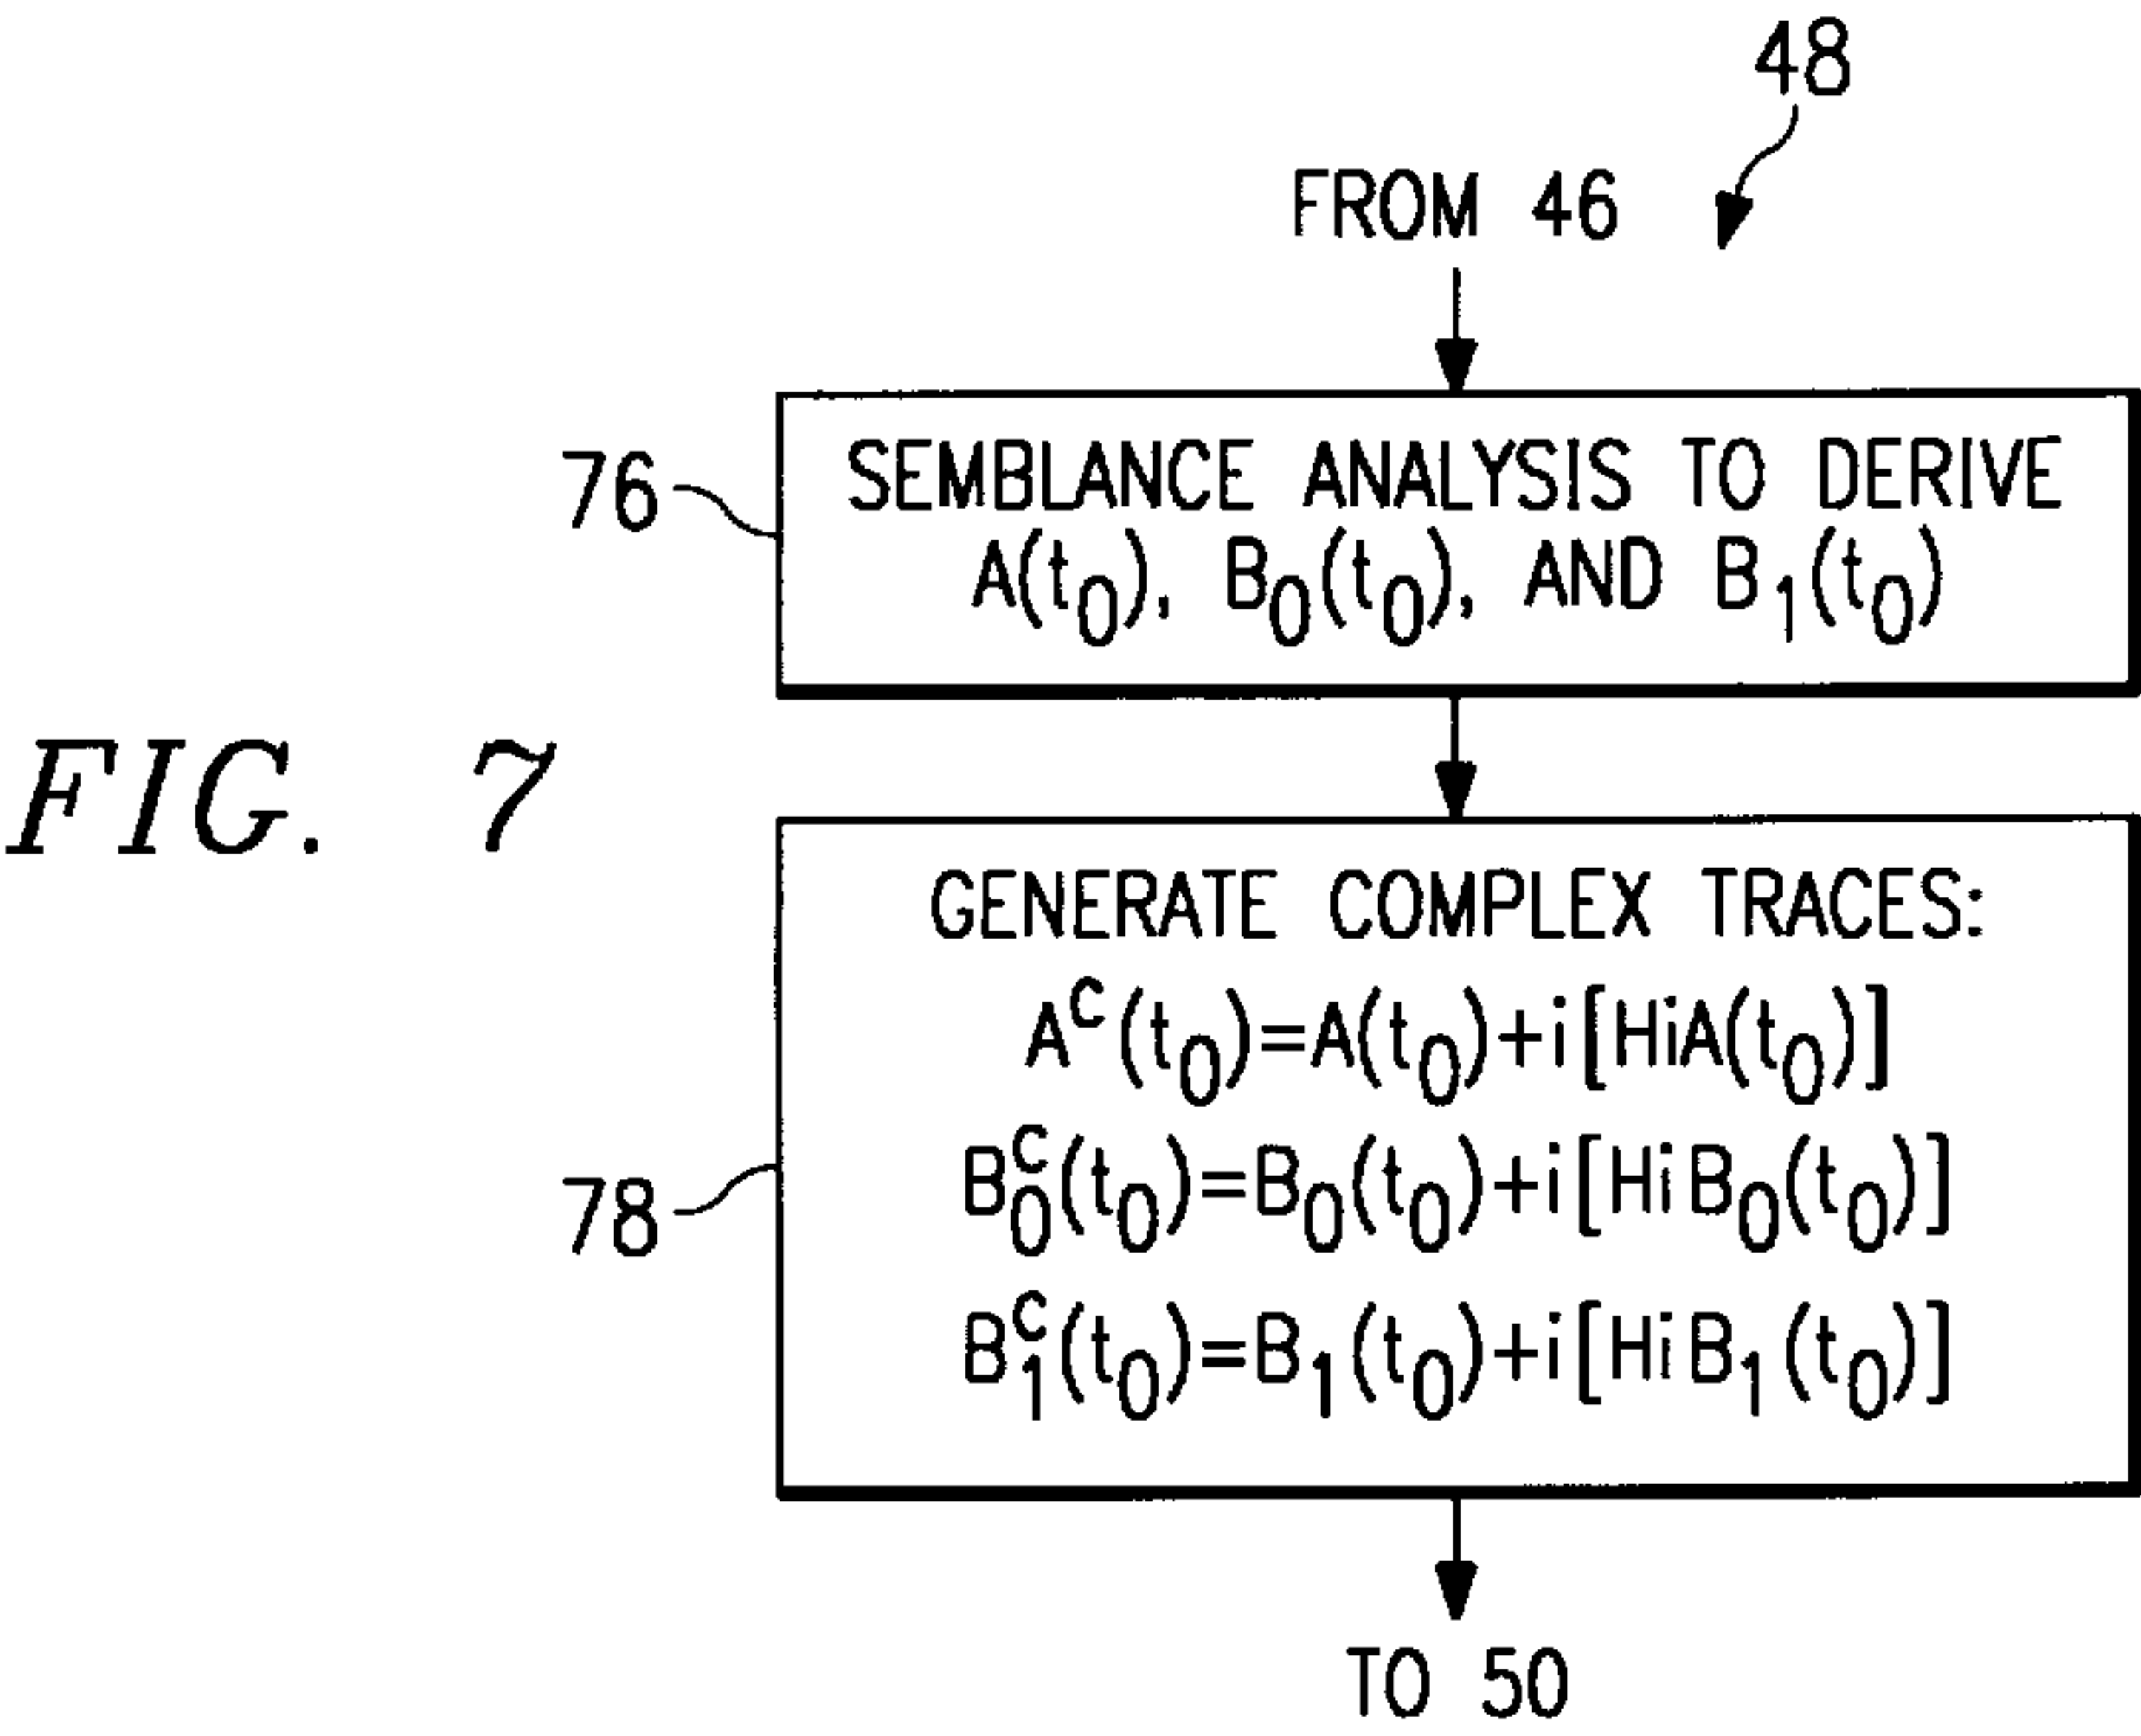 48
FROM 46
76
SEMBLANCE ANALYSIS TO DERIVE
A(t₀), B₀(t₀), AND B₁(t₀)
FIG. 7
GENERATE COMPLEX TRACES:
Aᶜ(t₀)=A(t₀)+i[HiA(t₀)]
B₀ᶜ(t₀)=B₀(t₀)+i[HiB₀(t₀)]
78
B₁ᶜ(t₀)=B₁(t₀)+i[HiB₁(t₀)]
TO 50